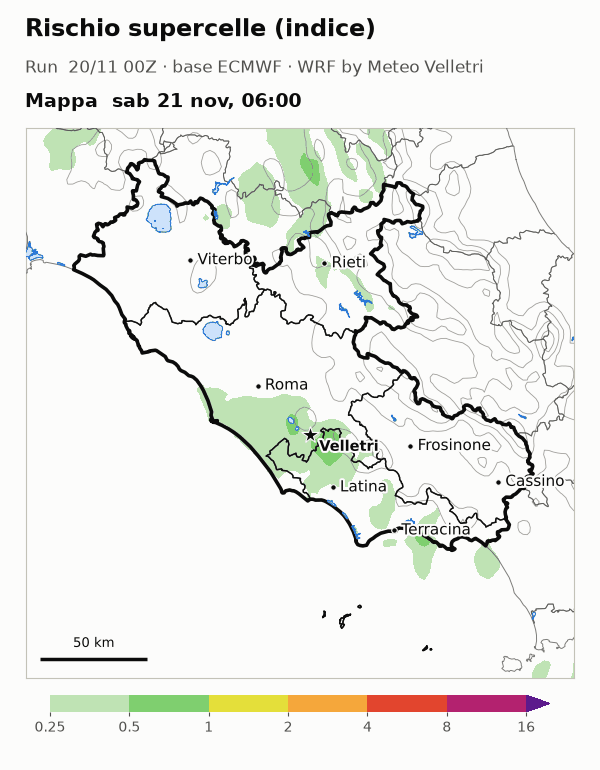 Rischio supercelle (indice)
Run 20/11 00Z · base ECMWF · WRF by Meteo Velletri
Mappa sab 21 nov, 06:00
Viterbo
Rieti
Roma
Velletri
Frosinone
Latina
Cassino
Terracina
50 km
0.25 0.5 1 2 4 8 16